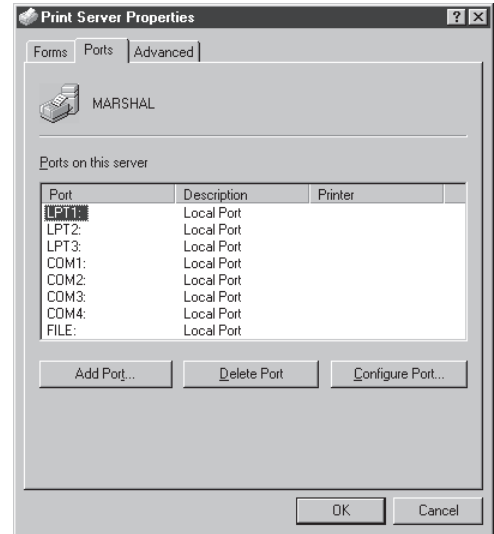 Print Server Properties
Forms Ports Advanced
MARSHAL
Ports on this server
Port Description Printer
LPT1: Local Port
LPT2: Local Port
LPT3: Local Port
COM1: Local Port
COM2: Local Port
COM3: Local Port
COM4: Local Port
FILE: Local Port
Add Port... Delete Port Configure Port...
OK Cancel